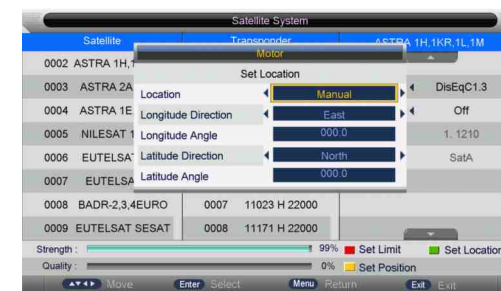 Satellite System
Satellite Transponder ASTRA 1H,1KR,1L,1M
Motor
Set Location
Location Manual
Longitude Direction East
Longitude Angle 000.0
Latitude Direction North
Latitude Angle 000.0
0002 ASTRA 1H,1
0003 ASTRA 2A DisEqC1.3
0004 ASTRA 1E Off
0005 NILESAT 1 1. 1210
0006 EUTELSA SatA
0007 EUTELSA
0008 BADR-2,3,4EURO 0007 11023 H 22000
0009 EUTELSAT SESAT 0008 11171 H 22000
Strength : 99% Set Limit Set Location
Quality : 0% Set Position
Move Enter Select Menu Return Exit Exit